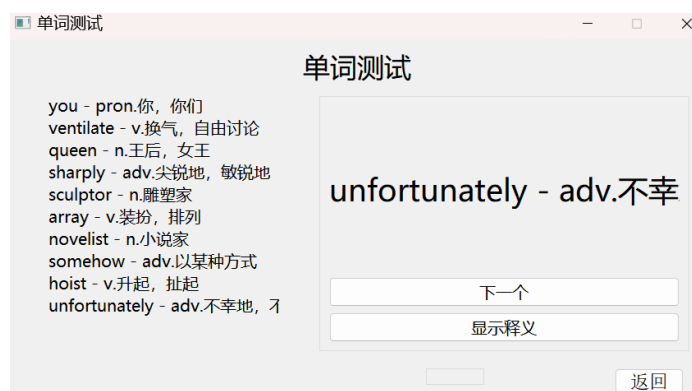 单词测试
单词测试
you - pron.你，你们
ventilate - v.换气，自由讨论
queen - n.王后，女王
sharply - adv.尖锐地，敏锐地
sculptor - n.雕塑家
array - v.装扮，排列
novelist - n.小说家
somehow - adv.以某种方式
hoist - v.升起，扯起
unfortunately - adv.不幸地，不
unfortunately - adv.不幸
下一个
显示释义
返回